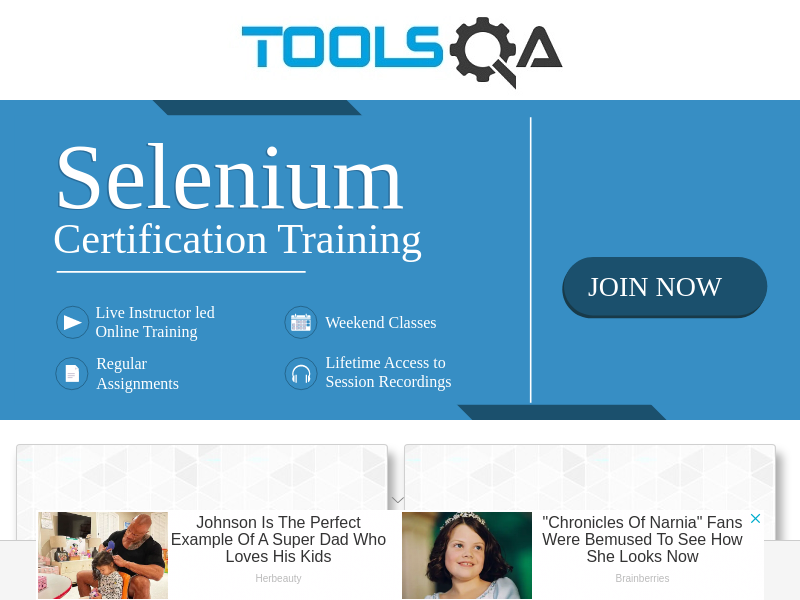 TOOLSQA
Selenium
Certification Training
JOIN NOW
Live Instructor led
Online Training
Weekend Classes
Regular
Assignments
Lifetime Access to
Session Recordings
Johnson Is The Perfect
Example Of A Super Dad Who
Loves His Kids
Herbeauty
"Chronicles Of Narnia" Fans
Were Bemused To See How
She Looks Now
Brainberries